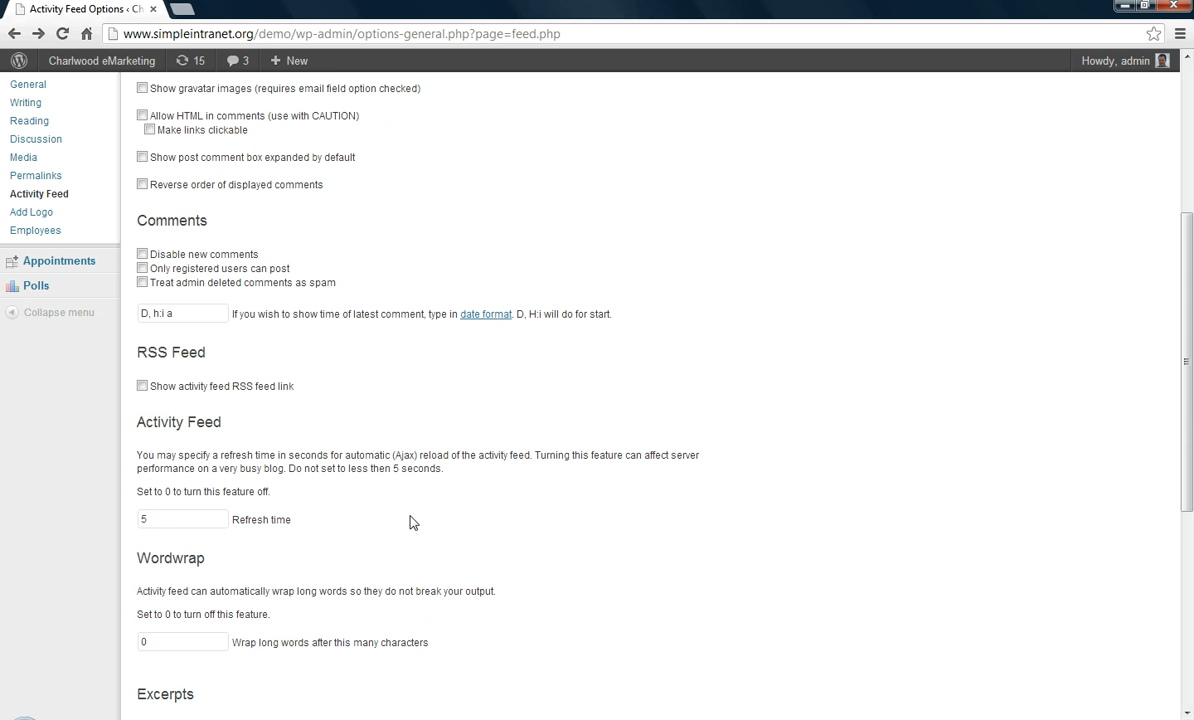 Activity Feed Options ‹ Ch
www.simpleintranet.org/demo/wp-admin/options-general.php?page=feed.php
Charlwood eMarketing 15 3 New Howdy, admin
General
Writing
Reading
Discussion
Media
Permalinks
Activity Feed
Add Logo
Employees
Appointments
Polls
Collapse menu
Show gravatar images (requires email field option checked)
Allow HTML in comments (use with CAUTION)
Make links clickable
Show post comment box expanded by default
Reverse order of displayed comments
Comments
Disable new comments
Only registered users can post
Treat admin deleted comments as spam
D, h:i a If you wish to show time of latest comment, type in date format. D, H:i will do for start.
RSS Feed
Show activity feed RSS feed link
Activity Feed
You may specify a refresh time in seconds for automatic (Ajax) reload of the activity feed. Turning this feature can affect server
performance on a very busy blog. Do not set to less then 5 seconds.
Set to 0 to turn this feature off.
5 Refresh time
Wordwrap
Activity feed can automatically wrap long words so they do not break your output.
Set to 0 to turn off this feature.
0 Wrap long words after this many characters
Excerpts